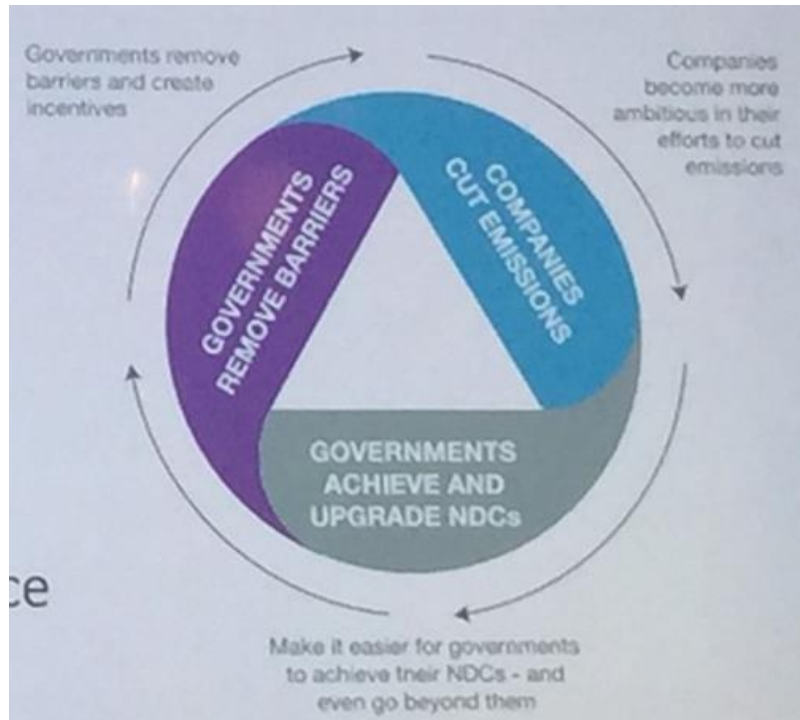 Governments remove
barriers and create
incentives
Companies
become more
ambitious in their
efforts to cut
emissions
GOVERNMENTS
REMOVE BARRIERS
COMPANIES
CUT EMISSIONS
GOVERNMENTS
ACHIEVE AND
UPGRADE NDCs
ce
Make it easier for governments
to achieve their NDCs - and
even go beyond them